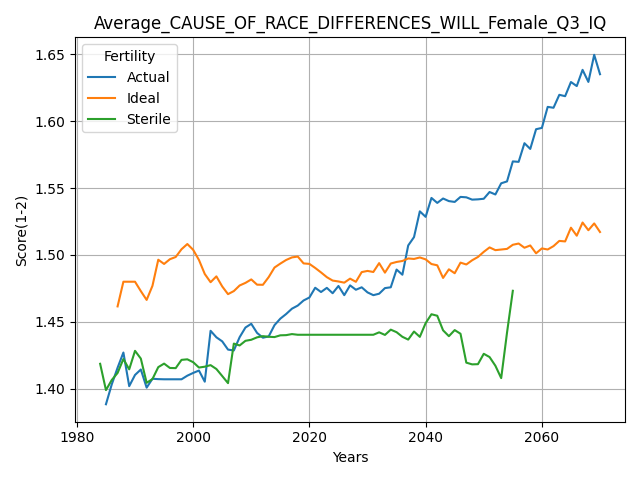 Average_CAUSE_OF_RACE_DIFFERENCES_WILL_Female_Q3_IQ
Fertility
Actual
Ideal
Sterile
Score(1-2)
1.65
1.60
1.55
1.50
1.45
1.40
1980
2000
2020
2040
2060
Years